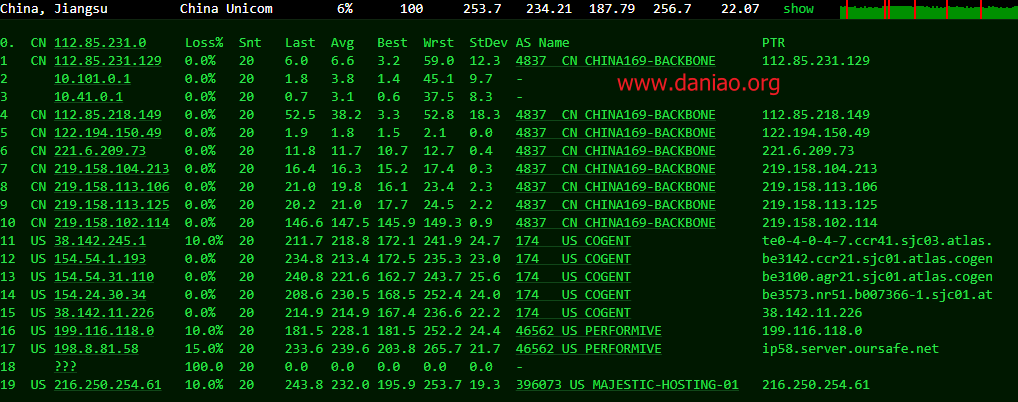 China, Jiangsu China Unicom 6% 100 253.7 234.21 187.79 256.7 22.07 show
0. CN 112.85.231.0 Loss% Snt Last Avg Best Wrst StDev AS Name PTR
1 CN 112.85.231.129 0.0% 20 6.0 6.6 3.2 59.0 12.3 4837 CN CHINA169-BACKBONE 112.85.231.129
2 10.101.0.1 0.0% 20 1.8 3.8 1.4 45.1 9.7 -
www.daniao.org
3 10.41.0.1 0.0% 20 0.7 3.1 0.6 37.5 8.3 -
4 CN 112.85.218.149 0.0% 20 52.5 38.2 3.3 52.8 18.3 4837 CN CHINA169-BACKBONE 112.85.218.149
5 CN 122.194.150.49 0.0% 20 1.9 1.8 1.5 2.1 0.0 4837 CN CHINA169-BACKBONE 122.194.150.49
6 CN 221.6.209.73 0.0% 20 11.8 11.7 10.7 12.7 0.4 4837 CN CHINA169-BACKBONE 221.6.209.73
7 CN 219.158.104.213 0.0% 20 16.4 16.3 15.2 17.4 0.3 4837 CN CHINA169-BACKBONE 219.158.104.213
8 CN 219.158.113.106 0.0% 20 21.0 19.8 16.1 23.4 2.3 4837 CN CHINA169-BACKBONE 219.158.113.106
9 CN 219.158.113.125 0.0% 20 20.2 21.0 17.7 24.5 2.2 4837 CN CHINA169-BACKBONE 219.158.113.125
10 CN 219.158.102.114 0.0% 20 146.6 147.5 145.9 149.3 0.9 4837 CN CHINA169-BACKBONE 219.158.102.114
11 US 38.142.245.1 10.0% 20 211.7 218.8 172.1 241.9 24.7 174 US COGENT te0-4-0-4-7.ccr41.sjc03.atlas.
12 US 154.54.1.193 0.0% 20 234.8 213.4 172.5 235.3 23.0 174 US COGENT be3142.ccr21.sjc01.atlas.cogen
13 US 154.54.31.110 0.0% 20 240.8 221.6 162.7 243.7 25.6 174 US COGENT be3100.agr21.sjc01.atlas.cogen
14 US 154.24.30.34 0.0% 20 208.6 230.5 168.5 252.4 24.0 174 US COGENT be3573.nr51.b007366-1.sjc01.at
15 US 38.142.11.226 0.0% 20 214.9 214.9 167.4 236.6 22.2 174 US COGENT 38.142.11.226
16 US 199.116.118.0 10.0% 20 181.5 228.1 181.5 252.2 24.4 46562 US PERFORMIVE 199.116.118.0
17 US 198.8.81.58 15.0% 20 233.6 239.6 203.8 265.7 21.7 46562 US PERFORMIVE ip58.server.oursafe.net
18 ??? 100.0 20 0.0 0.0 0.0 0.0 0.0 -
19 US 216.250.254.61 10.0% 20 243.8 232.0 195.9 253.7 19.3 396073 US MAJESTIC-HOSTING-01 216.250.254.61